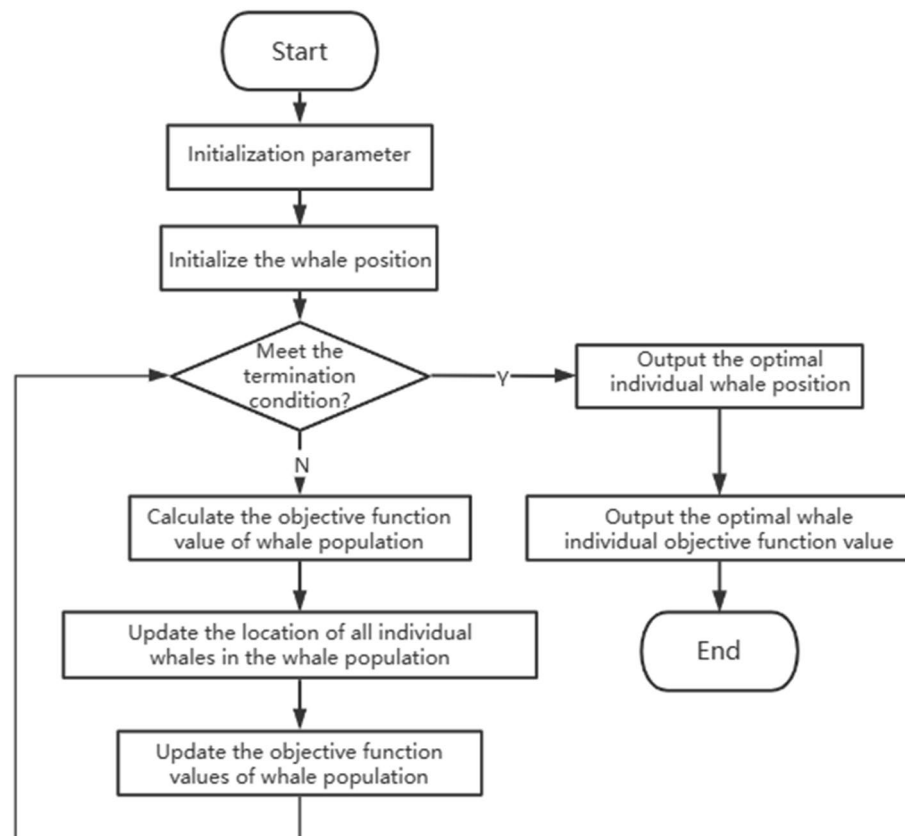 Start
Initialization parameter
Initialize the whale position
Meet the
termination
condition?
Y
Output the optimal
individual whale position
N
Calculate the objective function
value of whale population
Output the optimal whale
individual objective function value
Update the location of all individual
whales in the whale population
End
Update the objective function
values of whale population